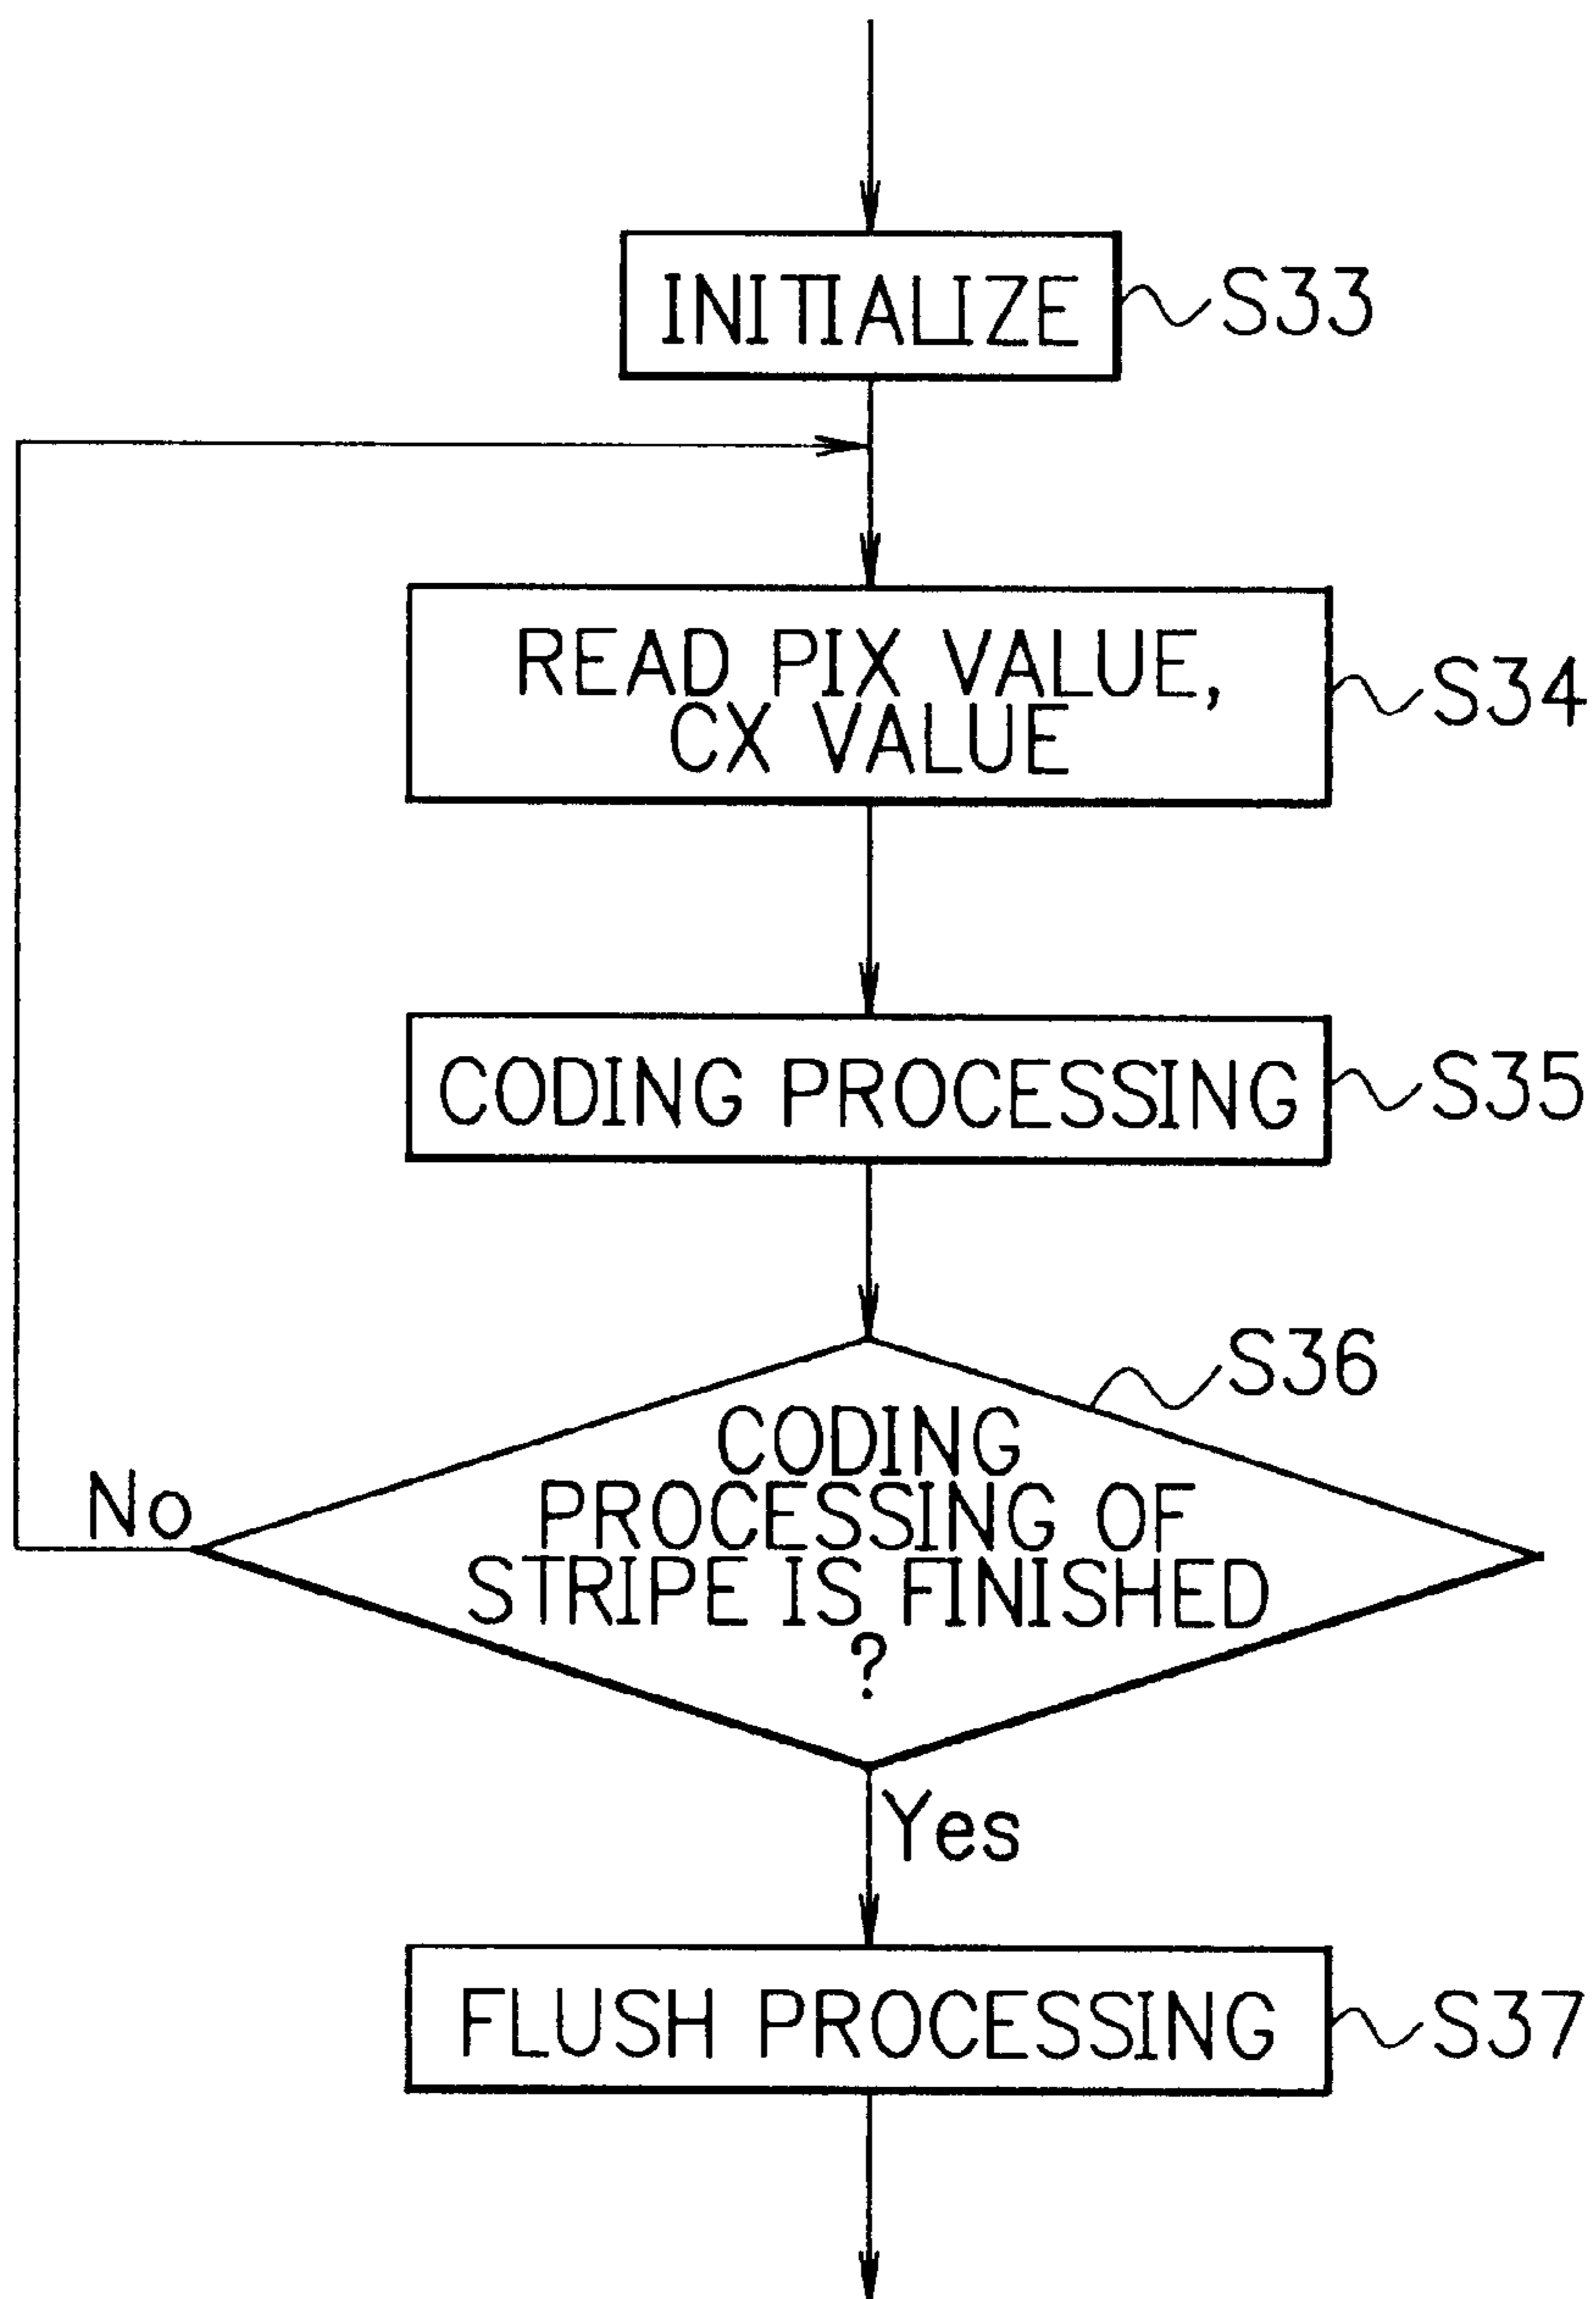 INITIALIZE
S33
READ PIX VALUE,
CX VALUE
S34
CODING PROCESSING
S35
S36
CODING
PROCESSING OF
STRIPE IS FINISHED
?
No
Yes
FLUSH PROCESSING
S37